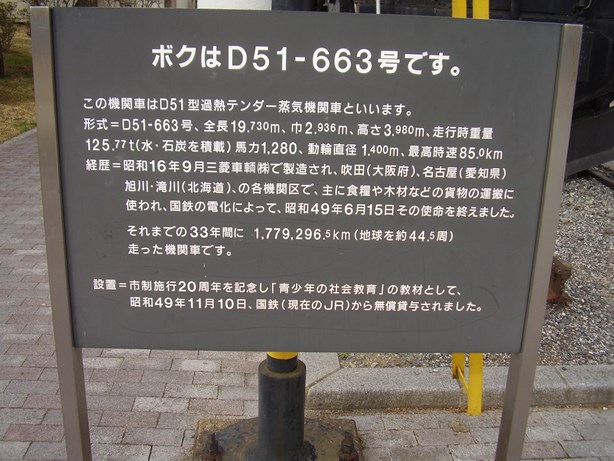 ボクはD51-663号です。
この機関車はD51型過熱テンダー蒸気機関車といいます。
形式=D51-663号、全長19.730m、巾2.936m、高さ3.980m、走行時重量
125.77t(水・石炭を積載)馬力1,280、動輪直径1.400m、最高時速85.0km
経歴=昭和16年9月三菱車輌㈱で製造され、吹田(大阪府)、名古屋(愛知県)
旭川・滝川(北海道)、の各機関区で、主に食糧や木材などの貨物の運搬に
使われ、国鉄の電化によって、昭和49年6月15日その使命を終えました。
それまでの33年間に 1,779,296.5km(地球を約44.5周)
走った機関車です。
設置=市制施行20周年を記念し「青少年の社会教育」の教材として、
昭和49年11月10日、国鉄(現在のJR)から無償貸与されました。